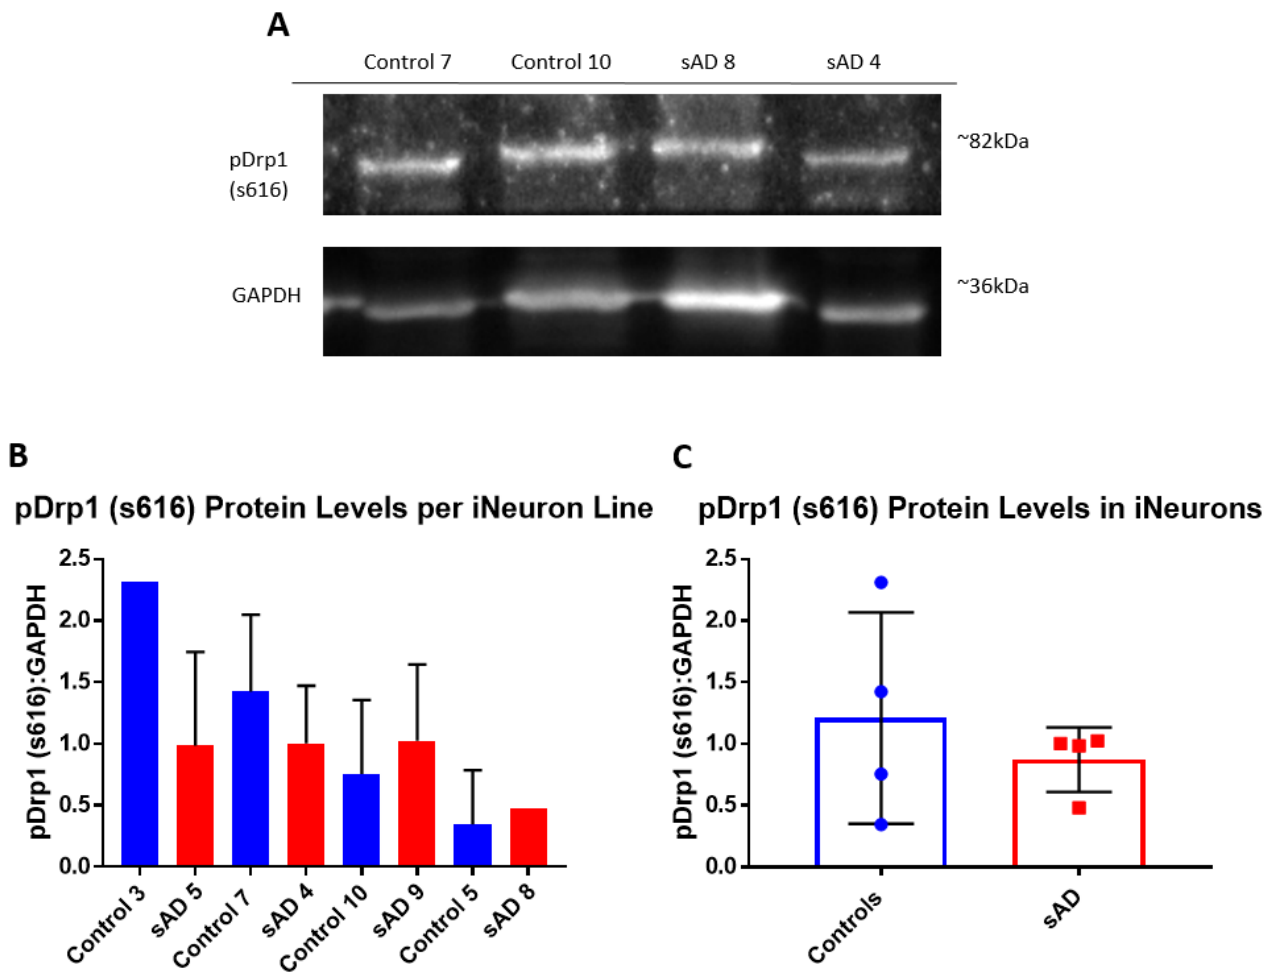 A
Control 7 Control 10 sAD 8 sAD 4
~82kDa
pDrp1
(s616)
GAPDH
~36kDa
B
pDrp1 (s616) Protein Levels per iNeuron Line
pDrp1 (s616):GAPDH
2.5
2.0
1.5
1.0
0.5
0.0
Control 3
sAD 5
Control 7
sAD 4
Control 10
sAD 9
Control 5
sAD 8
C
pDrp1 (s616) Protein Levels in iNeurons
pDrp1 (s616):GAPDH
2.5
2.0
1.5
1.0
0.5
0.0
Controls
sAD